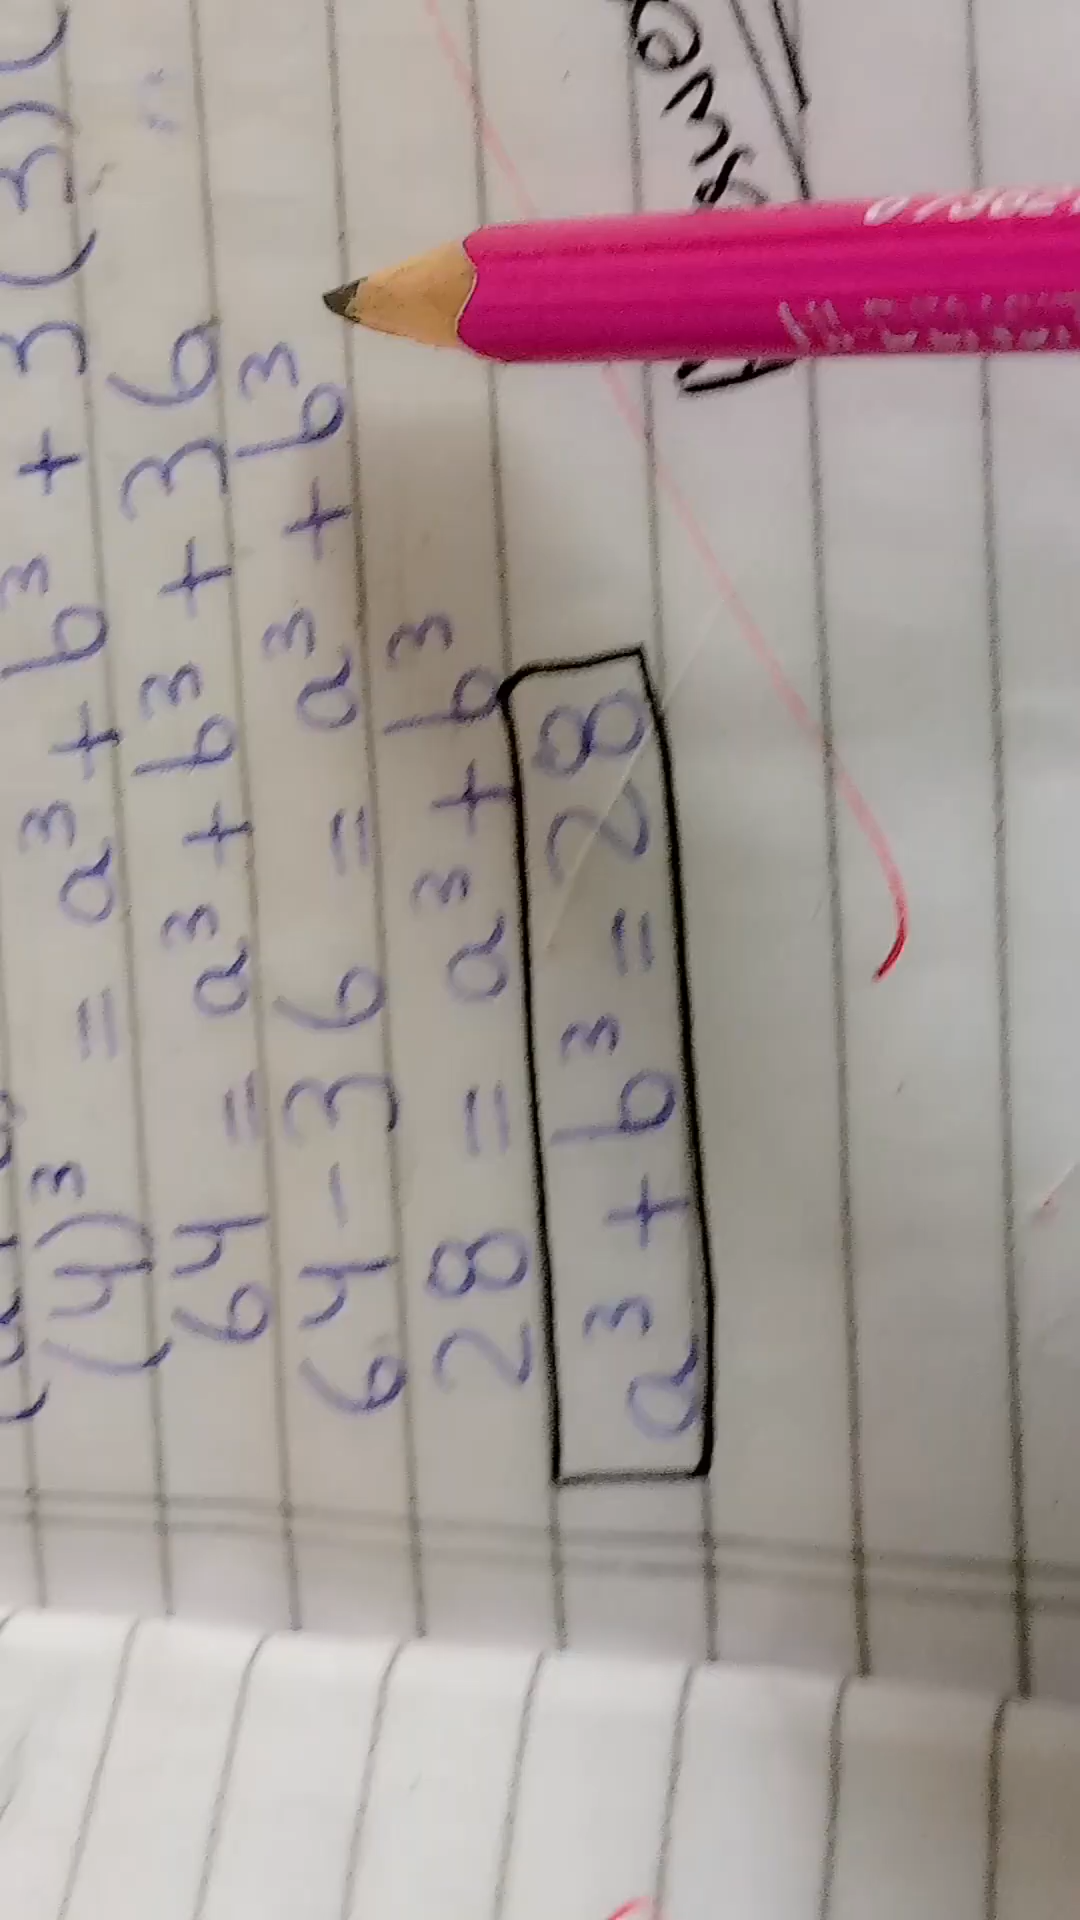 (4)³ = a³ + b³ + 3(3)(
64 = a³ + b³ + 36
64 - 36 = a³ + b³
28 = a³ + b³
a³ + b³ = 28